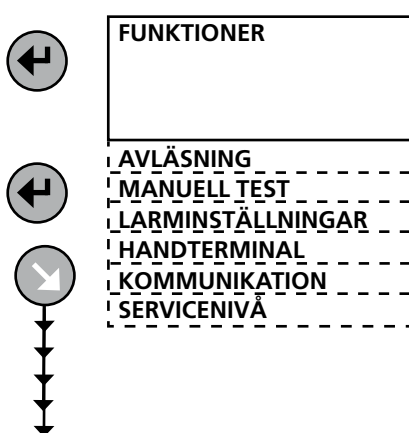 FUNKTIONER
AVLÄSNING
MANUELL TEST
LARMINSTÄLLNINGAR
HANDTERMINAL
KOMMUNIKATION
SERVICENIVÅ